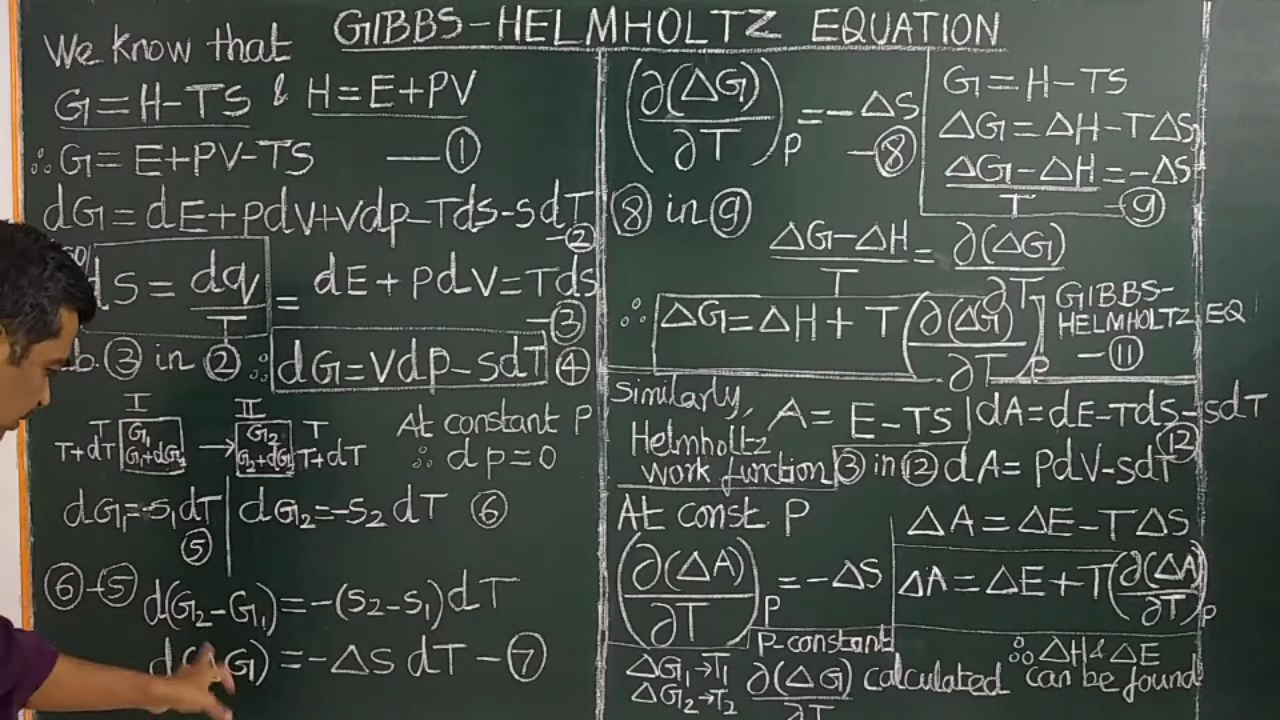 GIBBS-HELMHOLTZ EQUATION
We know that
G=H-TS & H=E+PV
∴G=E+PV-TS —①
dG=dE+PdV+Vdp-Tds-SdT -②
dS=dq/T = dE+PdV=Tds -③
③ in ② ∴ dG=Vdp-SdT ④
I II
T T+dT G₁ G₁+dG₁ → G₂ G₂+dG₂ T T+dT
At constant P
∴ dp=0
dG₁=-S₁dT ⑤
dG₂=-S₂dT ⑥
⑥-⑤ d(G₂-G₁)=-(S₂-S₁)dT
d(ΔG)=-ΔS dT -⑦
(∂(ΔG)/∂T)P=-ΔS -⑧
G=H-TS
ΔG=ΔH-TΔS
ΔG-ΔH/T=-ΔS -⑨
⑧ in ⑨
ΔG-ΔH/T=∂(ΔG)/∂T
∴ ΔG=ΔH+T(∂(ΔG)/∂T)P
GIBBS-
HELMHOLTZ EQ
-⑪
Similarly,
Helmholtz
work function
A=E-TS
dA=dE-Tds-SdT ⑫
③ in ⑫ dA=PdV-SdT
At const. P
(∂(ΔA)/∂T)P=-ΔS
ΔA=ΔE-TΔS
ΔA=ΔE+T(∂(ΔA)/∂T)P
P-constant
ΔG₁→T₁
ΔG₂→T₂
∂(ΔG)/∂T calculated
∴ ΔH & ΔE
can be found